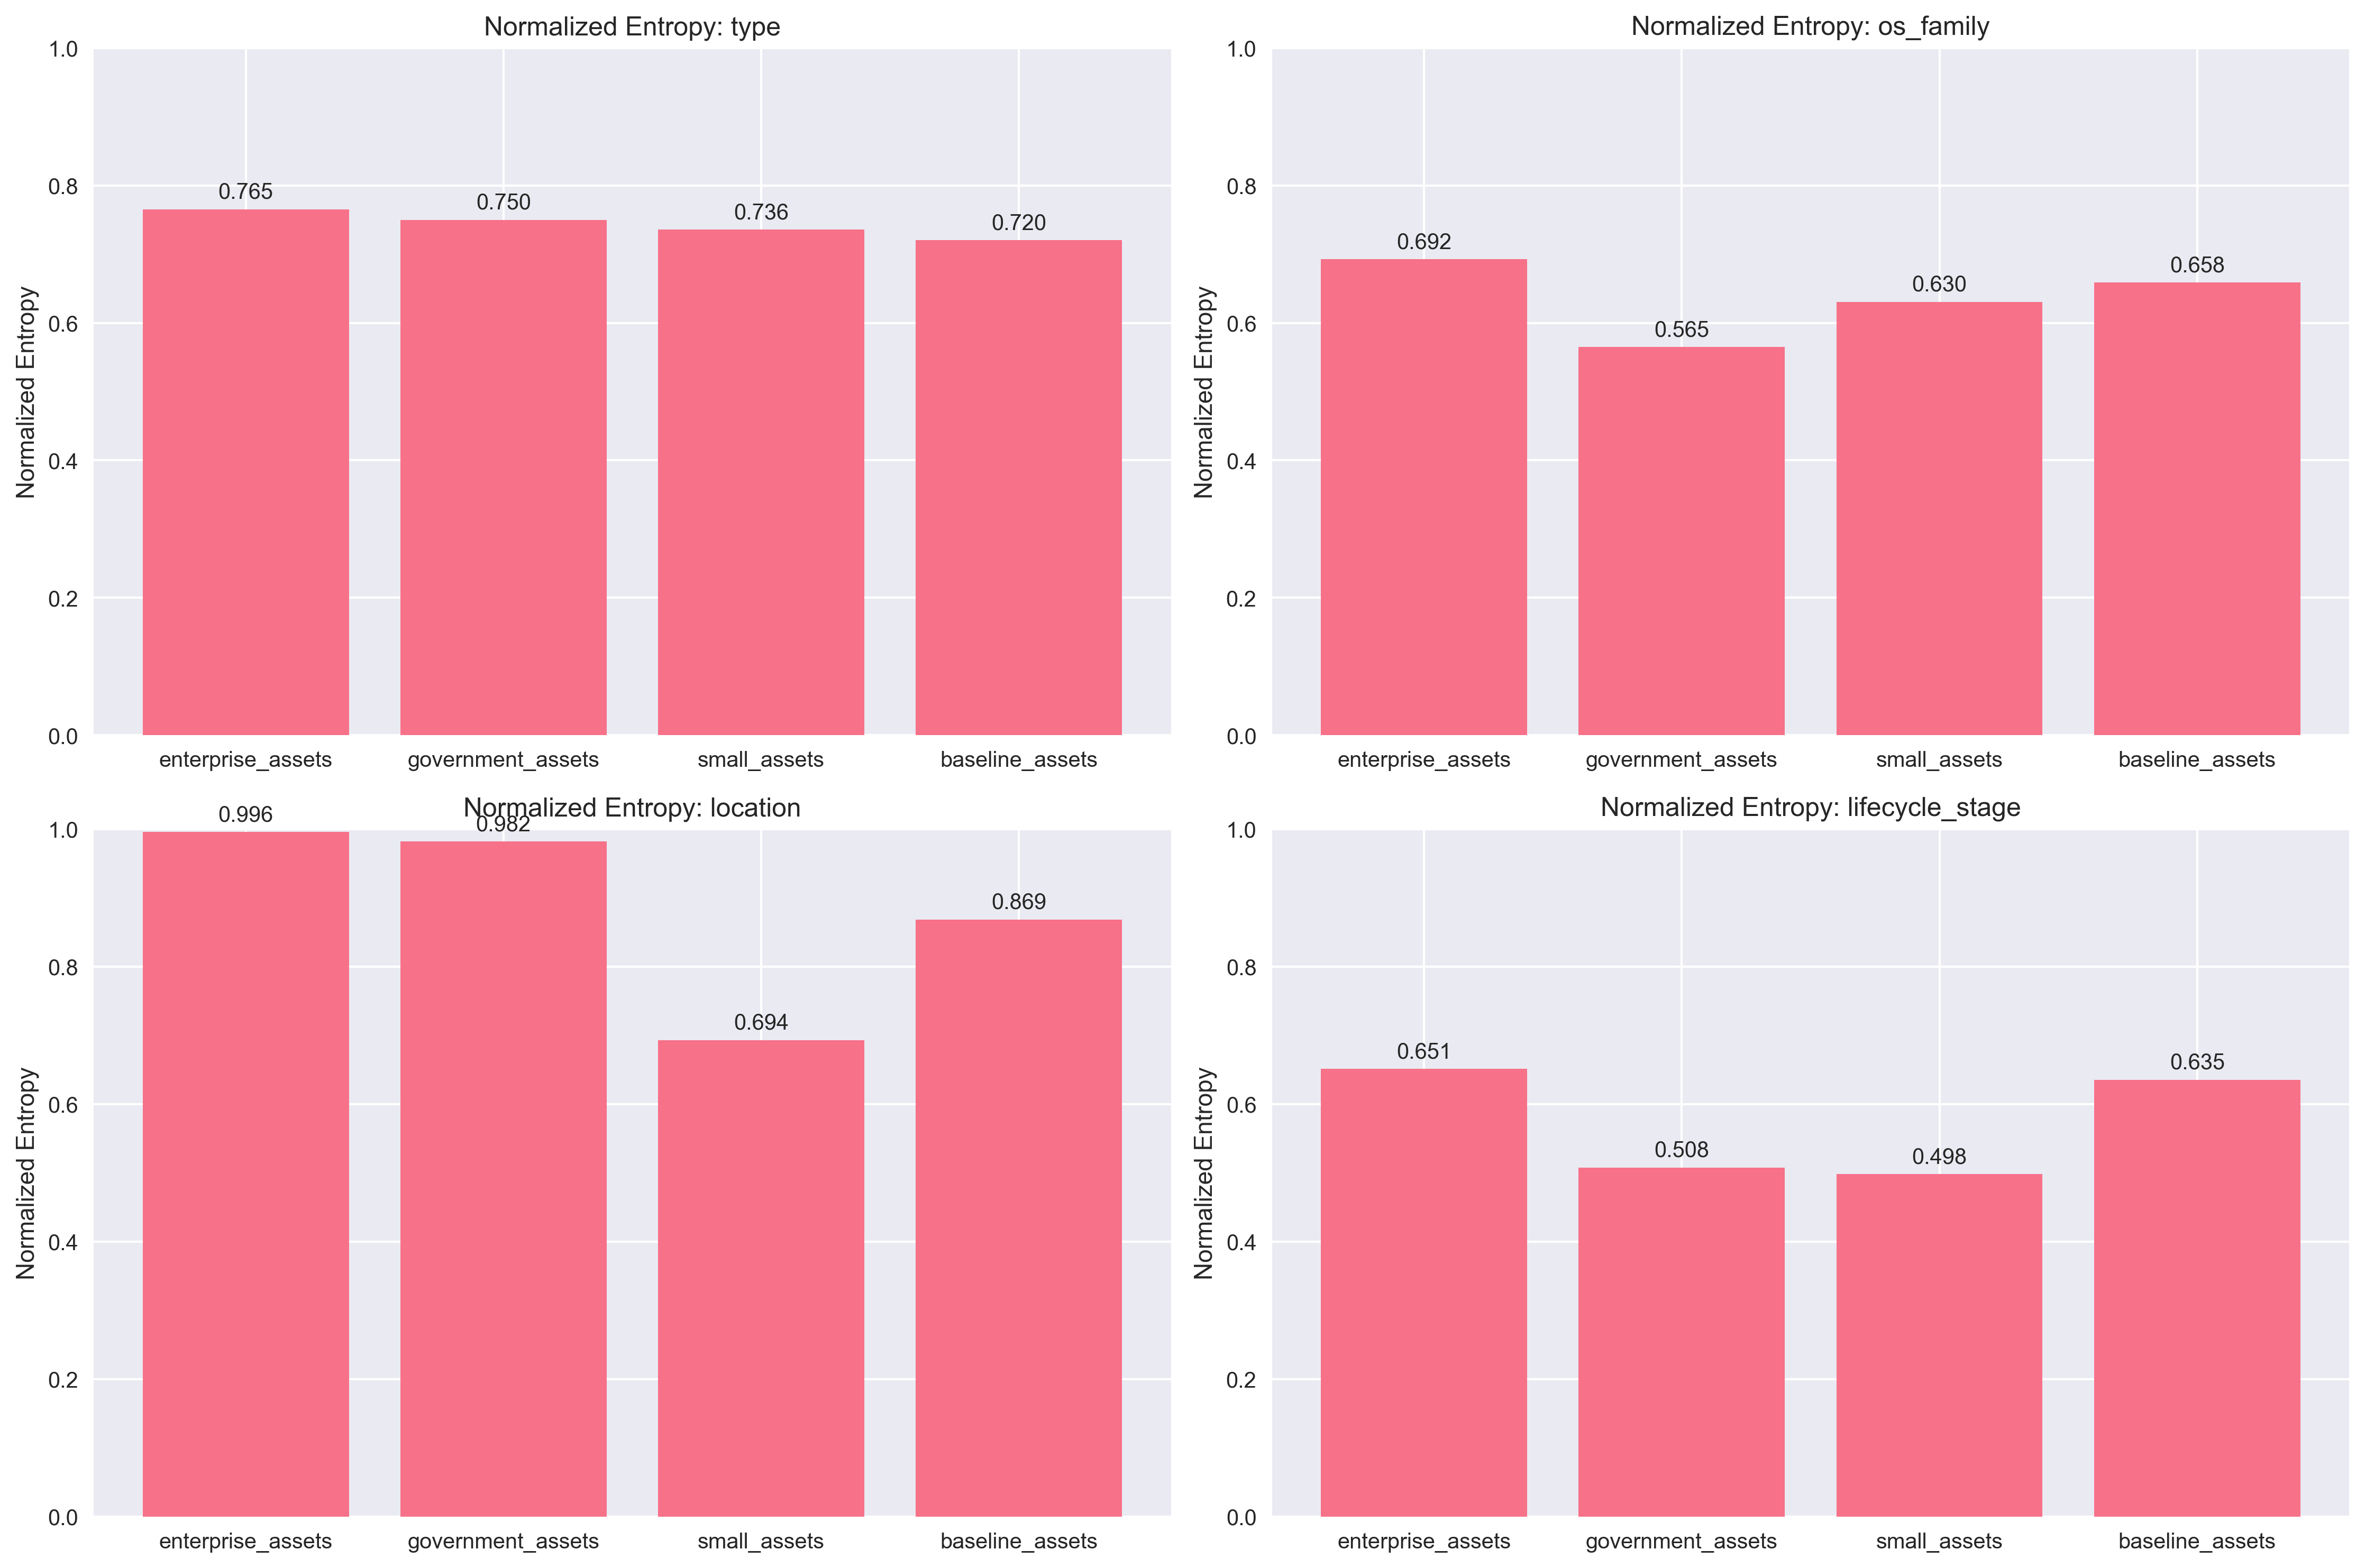 Normalized Entropy: type
Normalized Entropy
1.0
0.8
0.6
0.4
0.2
0.0
0.765
0.750
0.736
0.720
enterprise_assets
government_assets
small_assets
baseline_assets
Normalized Entropy: os_family
Normalized Entropy
1.0
0.8
0.6
0.4
0.2
0.0
0.692
0.565
0.630
0.658
enterprise_assets
government_assets
small_assets
baseline_assets
Normalized Entropy: location
Normalized Entropy
1.0
0.8
0.6
0.4
0.2
0.0
0.996
0.982
0.694
0.869
enterprise_assets
government_assets
small_assets
baseline_assets
Normalized Entropy: lifecycle_stage
Normalized Entropy
1.0
0.8
0.6
0.4
0.2
0.0
0.651
0.508
0.498
0.635
enterprise_assets
government_assets
small_assets
baseline_assets